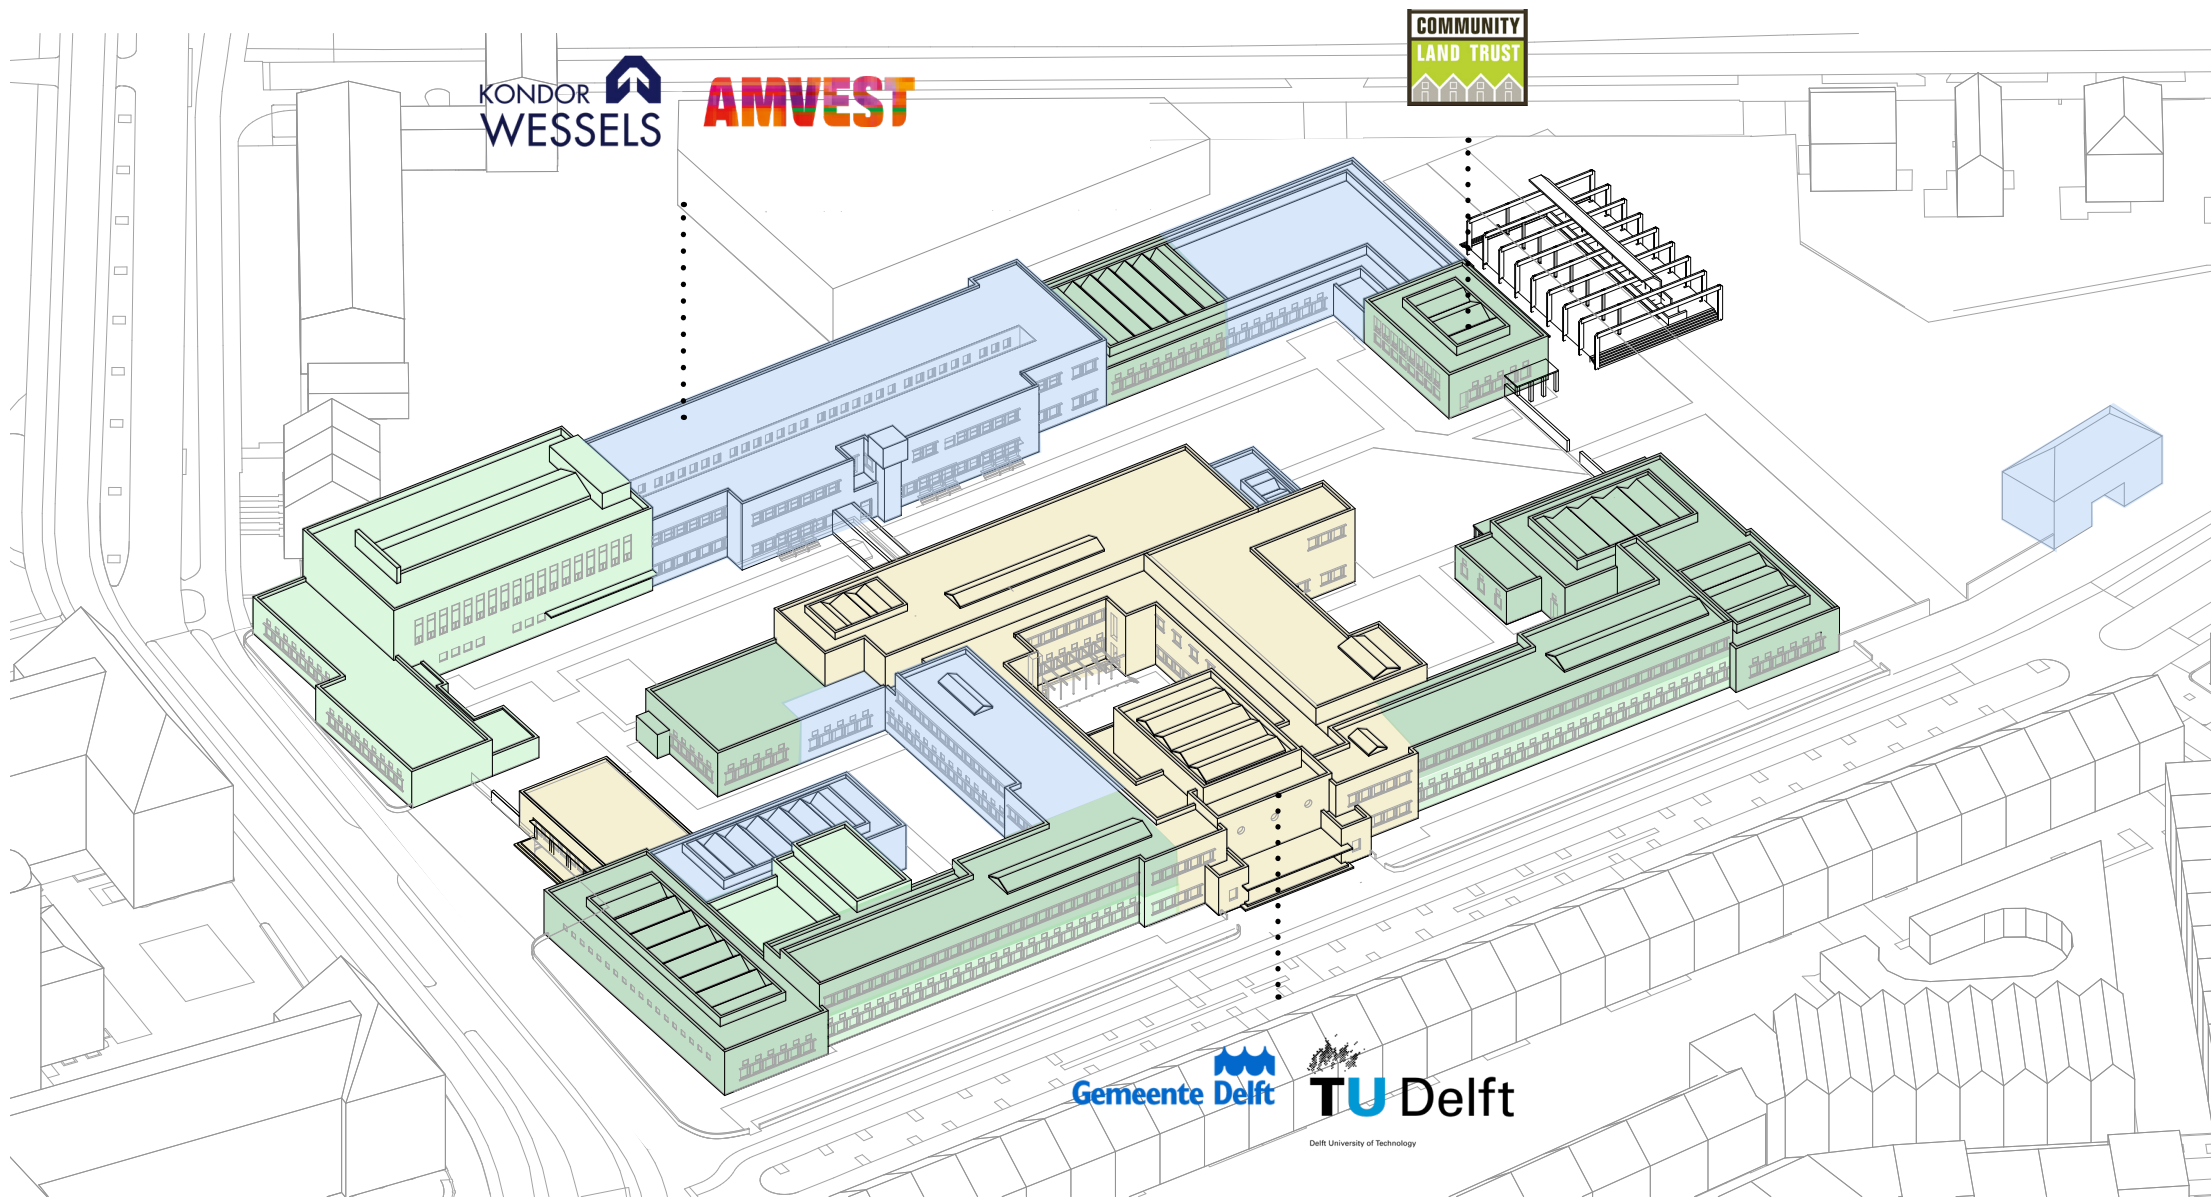 KONDOR
WESSELS
AMVEST
COMMUNITY
LAND TRUST
Gemeente Delft
TU Delft
Delft University of Technology